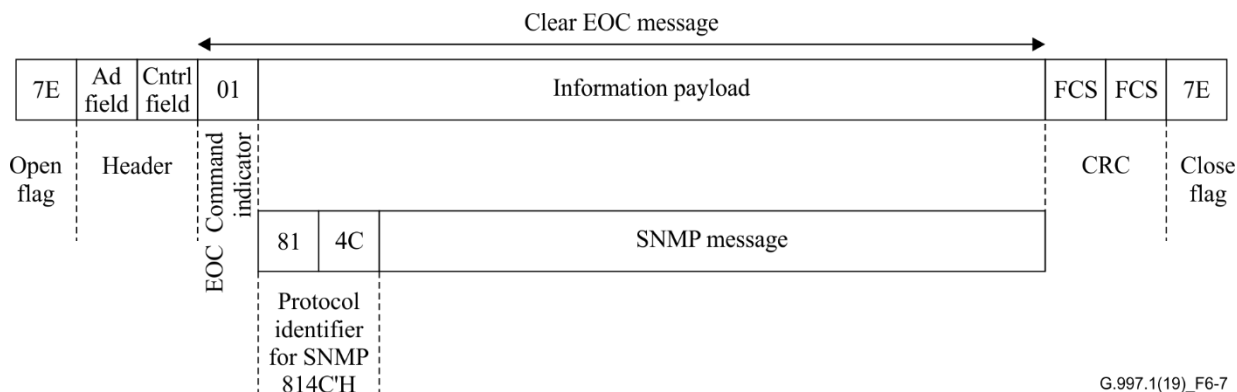 Clear EOC message
7E
Ad
field
Cntrl
field
01
Information payload
FCS
FCS
7E
Open
flag
Header
EOC Command
indicator
CRC
Close
flag
81
4C
SNMP message
Protocol
identifier
for SNMP
814C'H
G.997.1(19)_F6-7